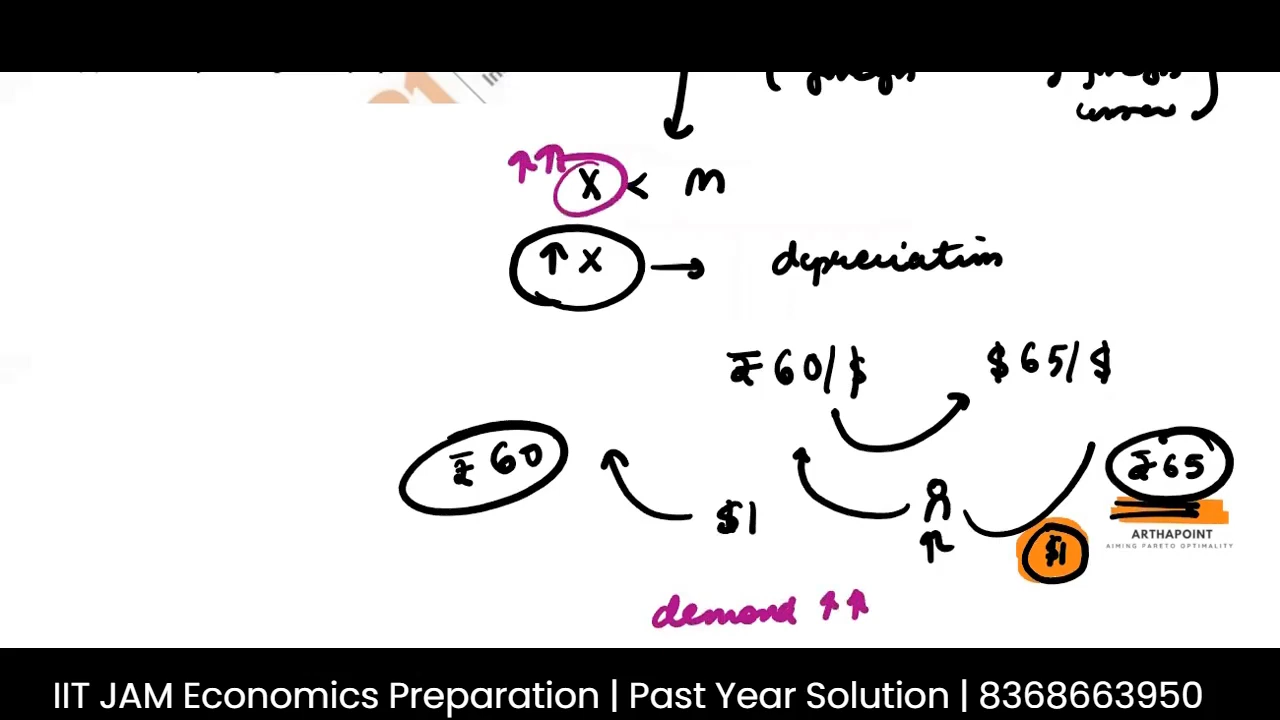 X < m
↑ X → depreciation
₹ 60/$ $ 65/$
₹ 60 ₹ 65
$1
$1
ARTHAPOINT
AIMING PARETO OPTIMALITY
demand ↑↑
IIT JAM Economics Preparation | Past Year Solution | 8368663950